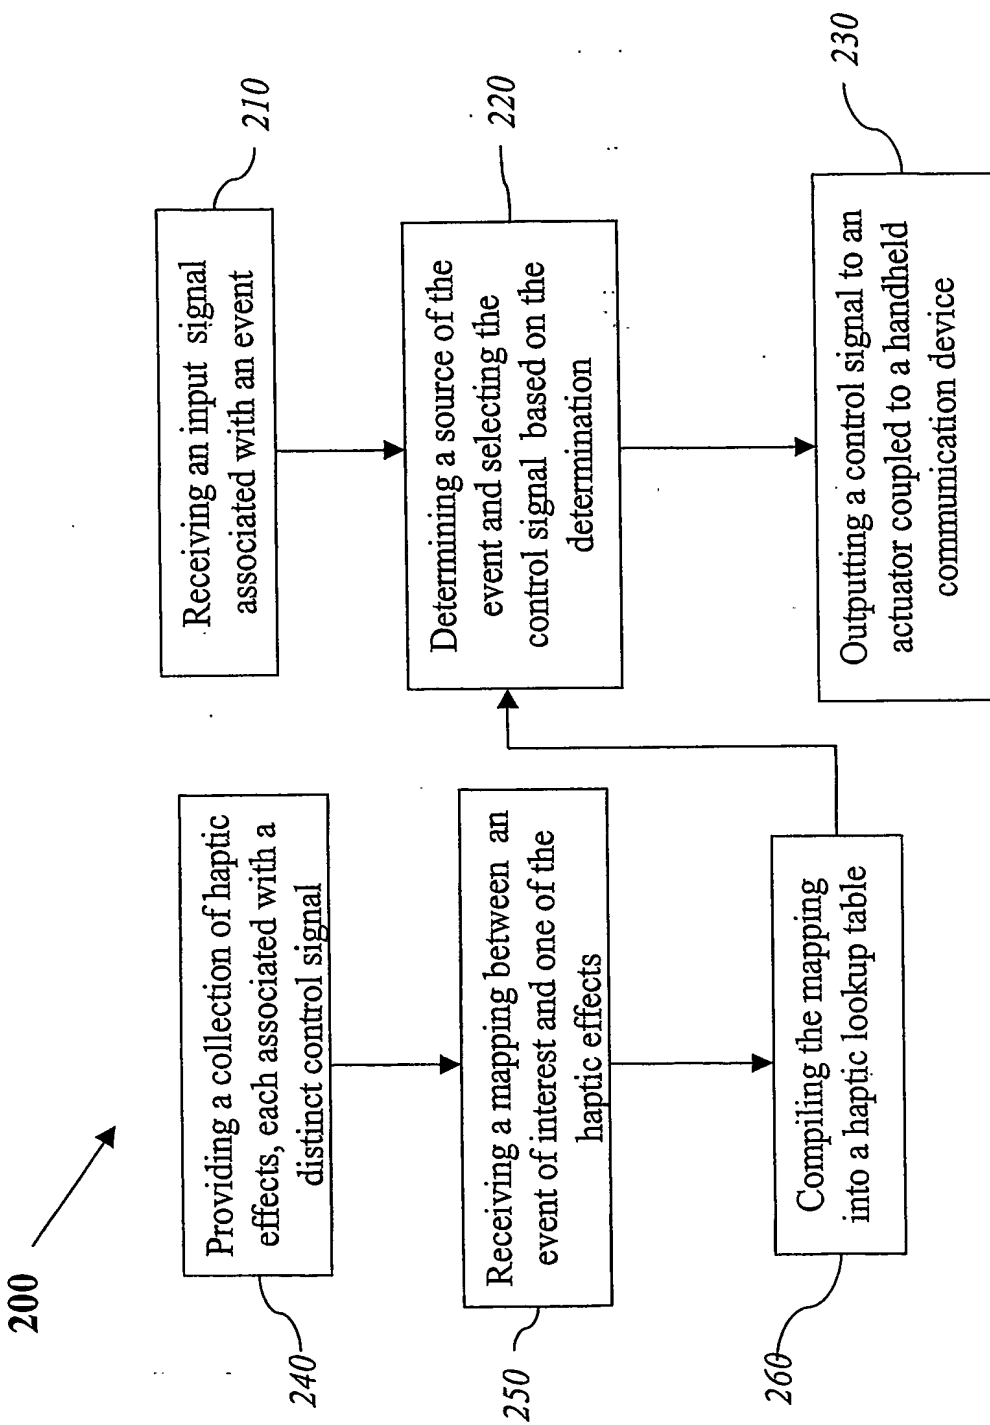 200
Receiving an input signal
associated with an event
210
Determining a source of the
event and selecting the
control signal based on the
determination
220
Outputting a control signal to an
actuator coupled to a handheld
communication device
230
Providing a collection of haptic
effects, each associated with a
distinct control signal
240
Receiving a mapping between an
event of interest and one of the
haptic effects
250
Compiling the mapping
into a haptic lookup table
260